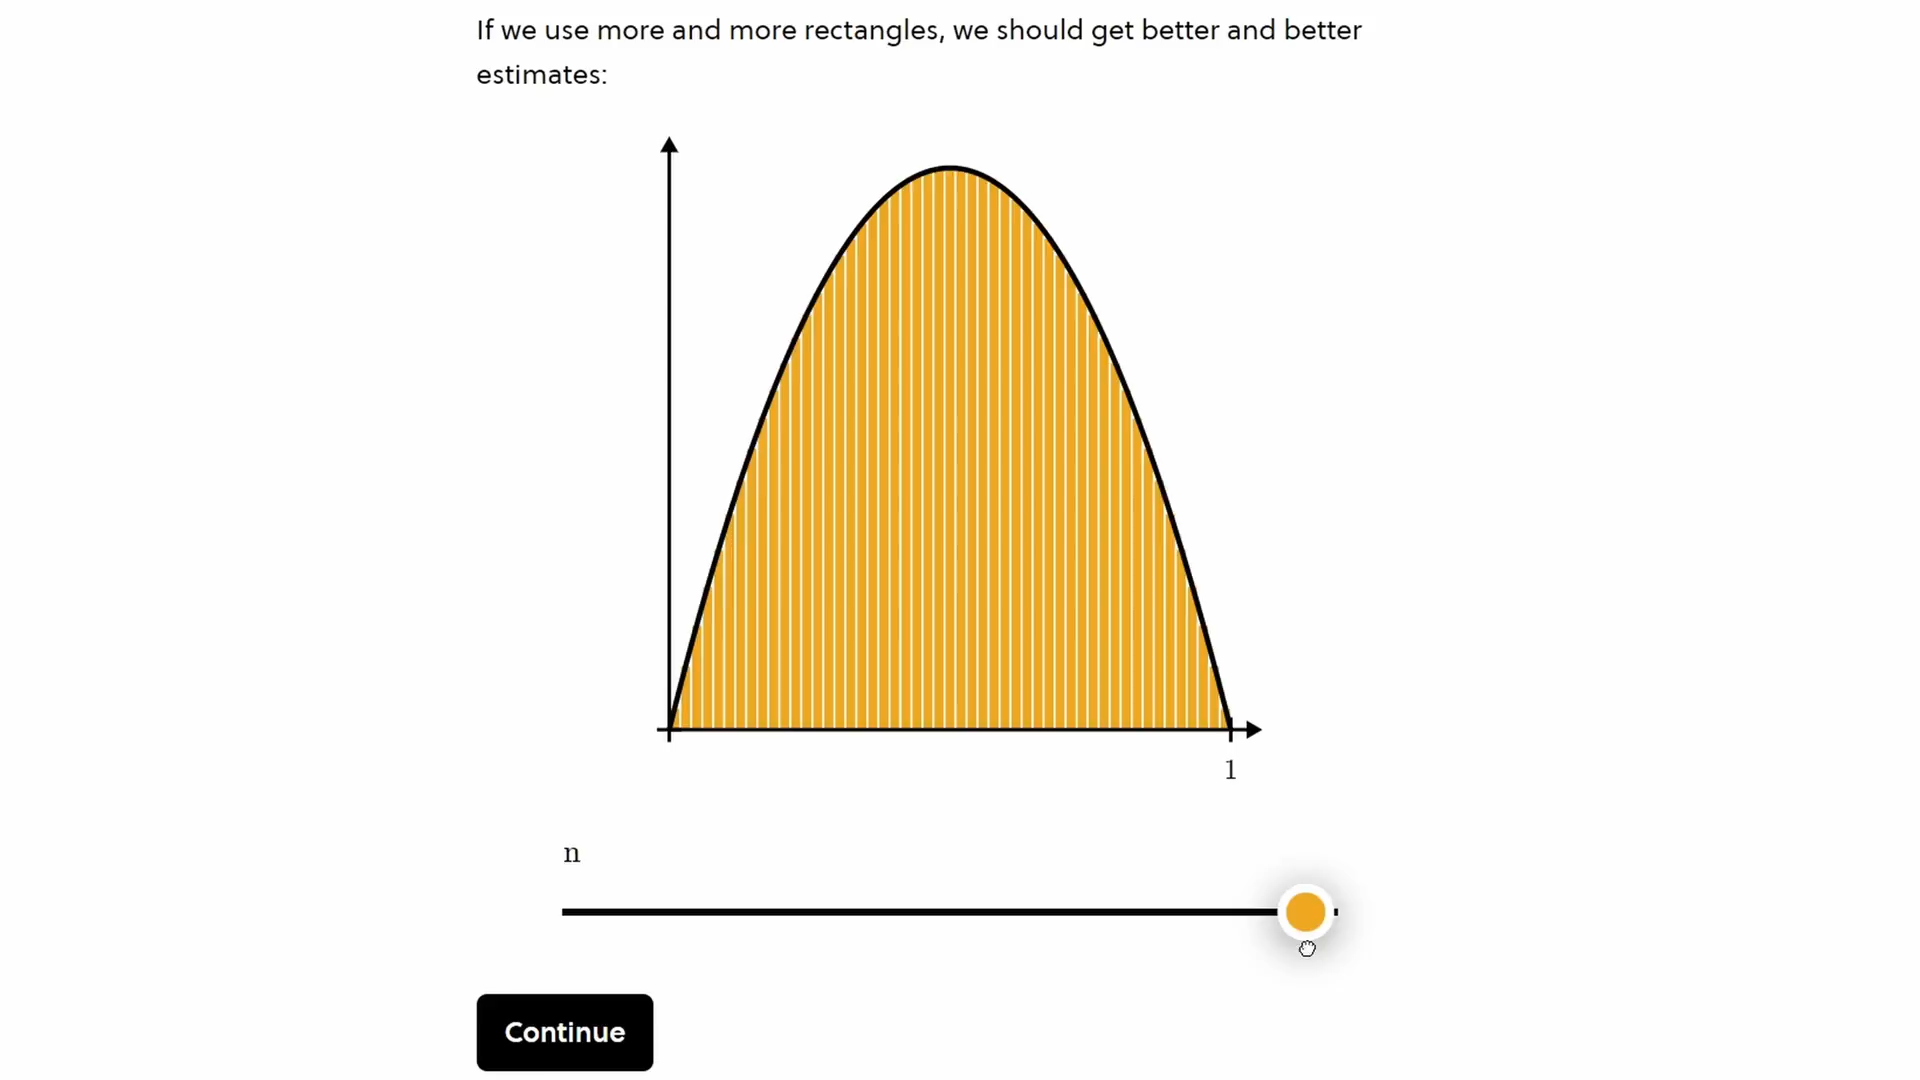 If we use more and more rectangles, we should get better and better
estimates:
1
n
Continue